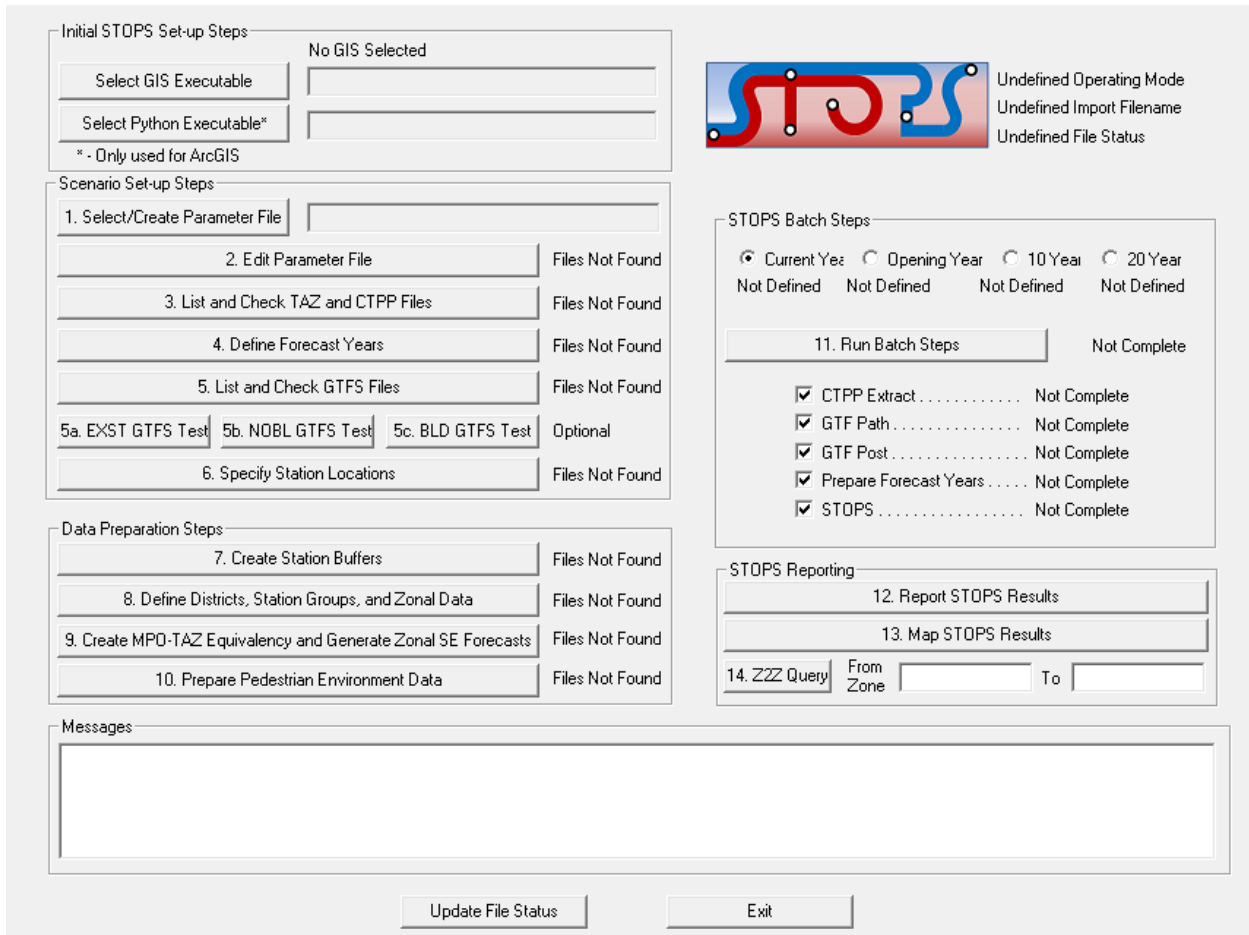 Initial STOPS Set-up Steps
No GIS Selected
Select GIS Executable
Select Python Executable*
* - Only used for ArcGIS
STOPS
Undefined Operating Mode
Undefined Import Filename
Undefined File Status
Scenario Set-up Steps
1. Select/Create Parameter File
2. Edit Parameter File Files Not Found
3. List and Check TAZ and CTPP Files Files Not Found
4. Define Forecast Years Files Not Found
5. List and Check GTFS Files Files Not Found
5a. EXST GTFS Test 5b. NOBL GTFS Test 5c. BLD GTFS Test Optional
6. Specify Station Locations Files Not Found
Data Preparation Steps
7. Create Station Buffers Files Not Found
8. Define Districts, Station Groups, and Zonal Data Files Not Found
9. Create MPO-TAZ Equivalency and Generate Zonal SE Forecasts Files Not Found
10. Prepare Pedestrian Environment Data Files Not Found
STOPS Batch Steps
Current Yea Opening Year 10 Year 20 Year
Not Defined Not Defined Not Defined Not Defined
11. Run Batch Steps Not Complete
CTPP Extract . . . . . . . . . . . . Not Complete
GTF Path . . . . . . . . . . . . . . . Not Complete
GTF Post . . . . . . . . . . . . . . . Not Complete
Prepare Forecast Years . . . . . Not Complete
STOPS . . . . . . . . . . . . . . . . . Not Complete
STOPS Reporting
12. Report STOPS Results
13. Map STOPS Results
14. Z2Z Query From Zone To
Messages
Update File Status Exit